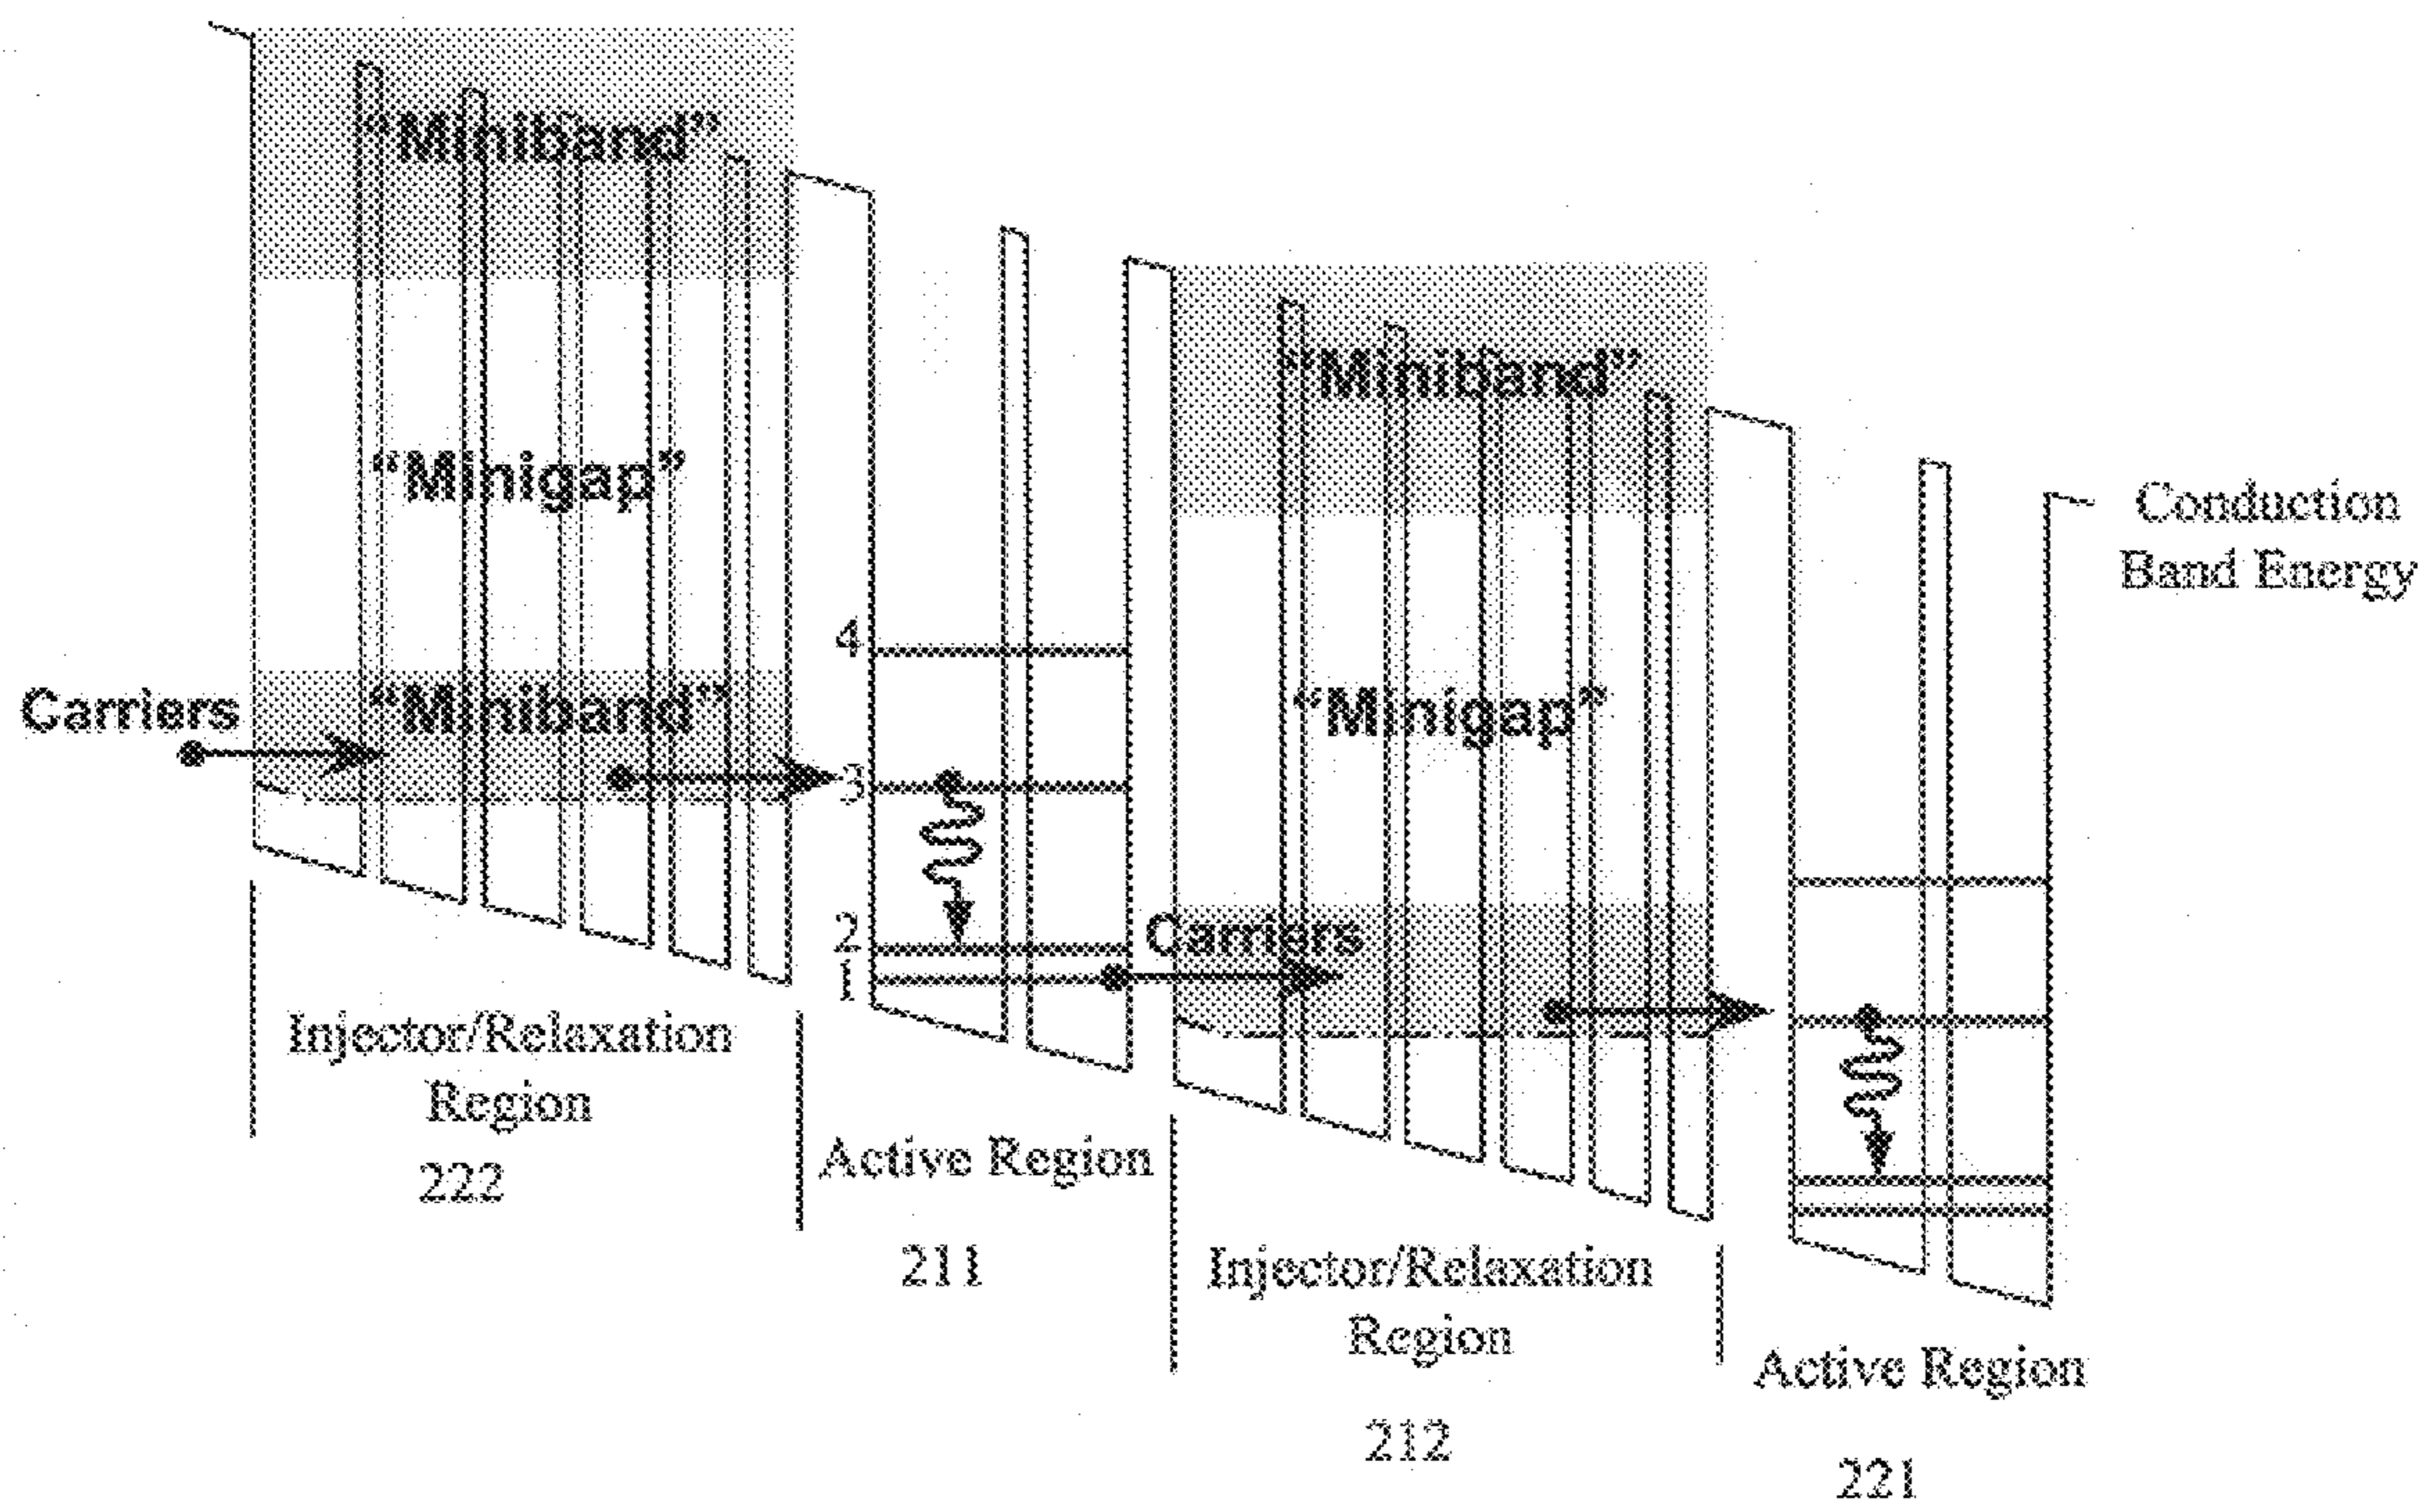 “Miniband”
“Minigap”
Carriers
“Miniband”
4
3
2
1
Injector/Relaxation
Region
222
Active Region
211
“Miniband”
“Minigap”
Carriers
Injector/Relaxation
Region
212
Conduction
Band Energy
Active Region
221